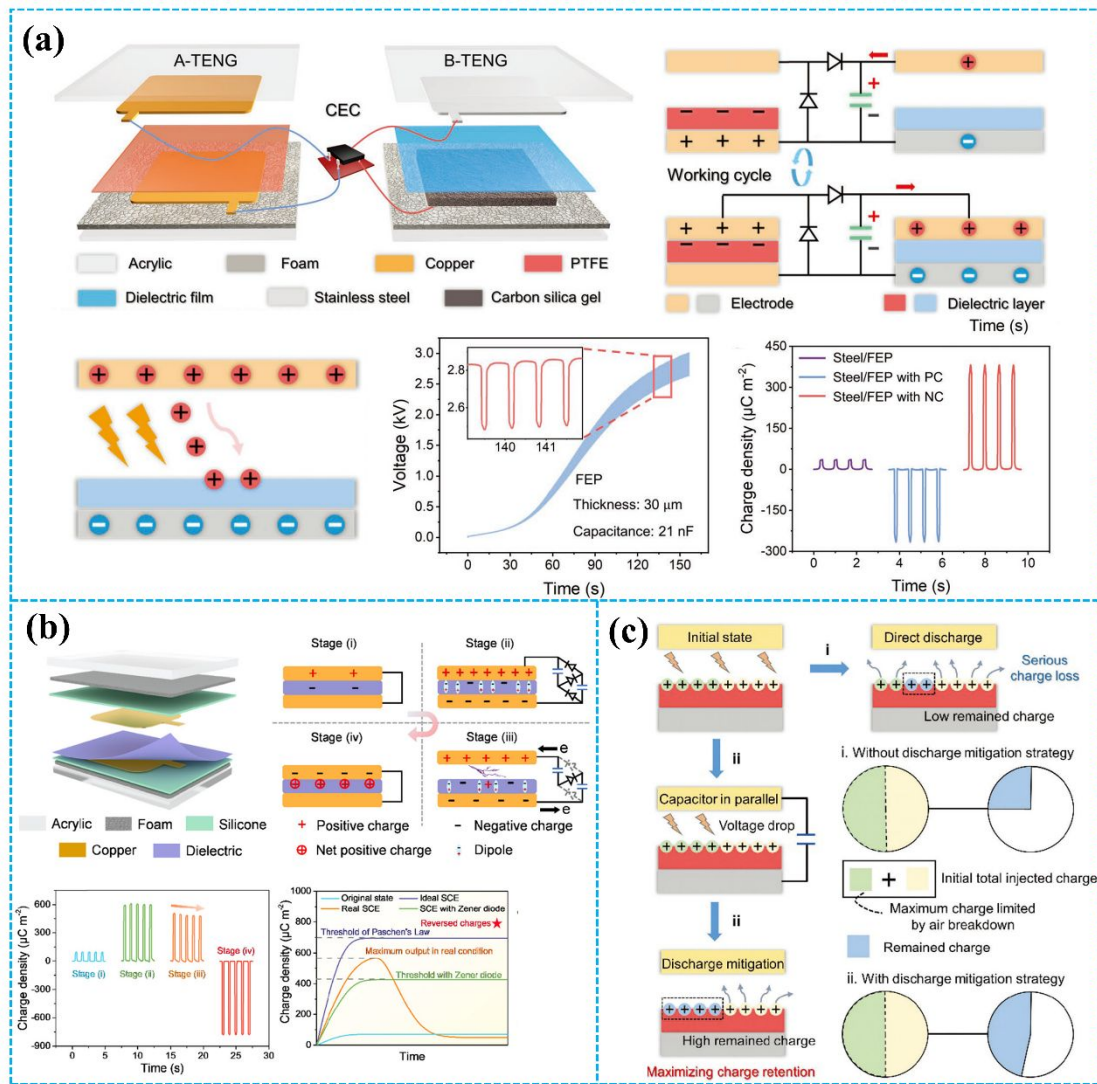 (a)
A-TENG
B-TENG
CEC
Acrylic
Foam
Copper
PTFE
Dielectric film
Stainless steel
Carbon silica gel
+
+
−
− − −
+ + +
−
Working cycle
+ + +
− − −
+
−
+ + +
− − −
Electrode
Dielectric layer
Time (s)
+ + + + + +
+
+
+ +
− − − − − −
Voltage (kV)
3.0
2.5
2.0
1.5
1.0
0.5
0.0
2.8
2.6
140 141
FEP
Thickness: 30 μm
Capacitance: 21 nF
0 30 60 90 120 150
Time (s)
Charge density (μC m⁻²)
450
300
150
0
-150
-300
Steel/FEP
Steel/FEP with PC
Steel/FEP with NC
0 2 4 6 8 10
Time (s)
(b)
Stage (i)
+ +
- -
Stage (ii)
Stage (iv)
Stage (iii)
e
e
Acrylic
Foam
Silicone
Copper
Dielectric
+ Positive charge
- Negative charge
Net positive charge
Dipole
Charge density (μC m⁻²)
600
300
0
-300
-600
-900
Stage (i)
Stage (ii)
Stage (iii)
Stage (iv)
0 5 10 15 20 25 30
Time (s)
Charge density (μC m⁻²)
1000
800
600
400
200
0
Original state
Ideal SCE
Real SCE
SCE with Zener diode
Reversed charges
Threshold of Paschen's Law
Maximum output in real condition
Threshold with Zener diode
Time
(c)
Initial state
i
Direct discharge
Serious
charge loss
Low remained charge
ii
i. Without discharge mitigation strategy
Capacitor in parallel
Voltage drop
+
Initial total injected charge
Maximum charge limited
by air breakdown
Remained charge
ii
Discharge mitigation
High remained charge
Maximizing charge retention
ii. With discharge mitigation strategy